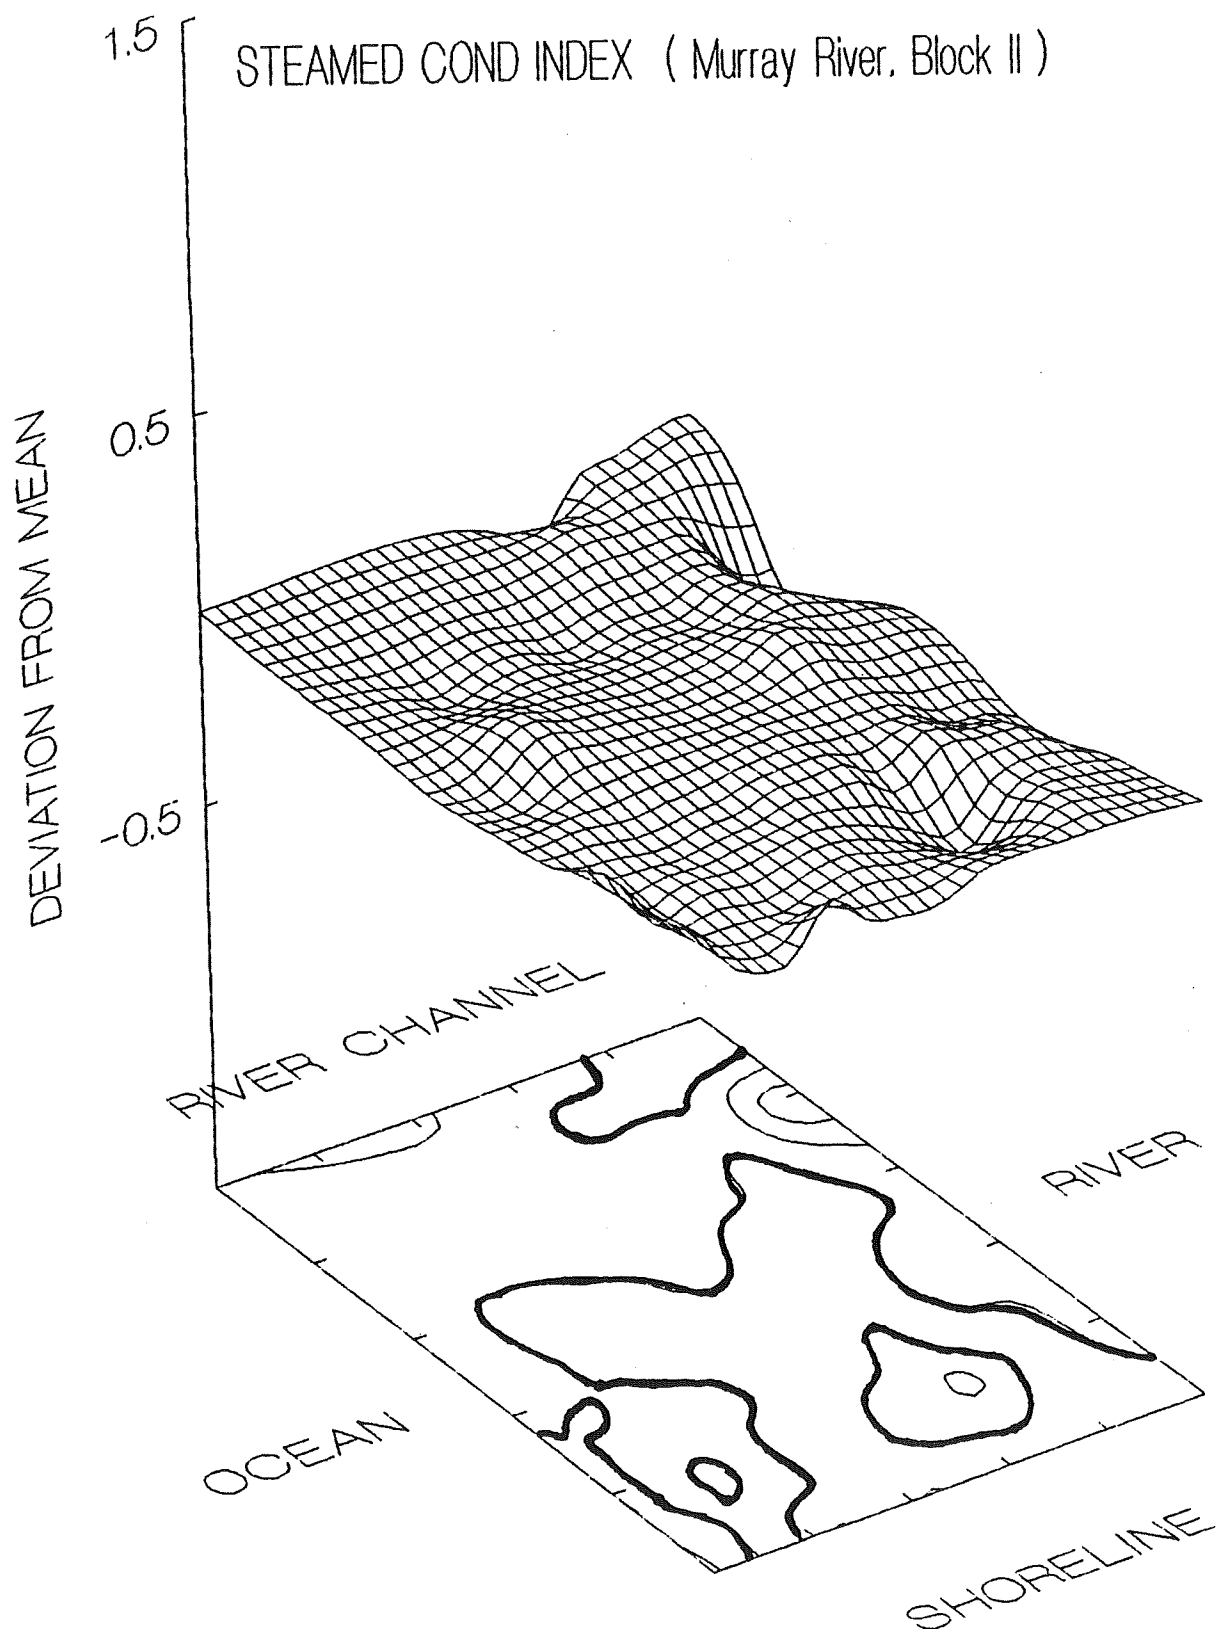 1.5
STEAMED COND INDEX ( Murray River, Block II )
0.5
DEVIATION FROM MEAN
-0.5
RIVER CHANNEL
RIVER
OCEAN
SHORELINE